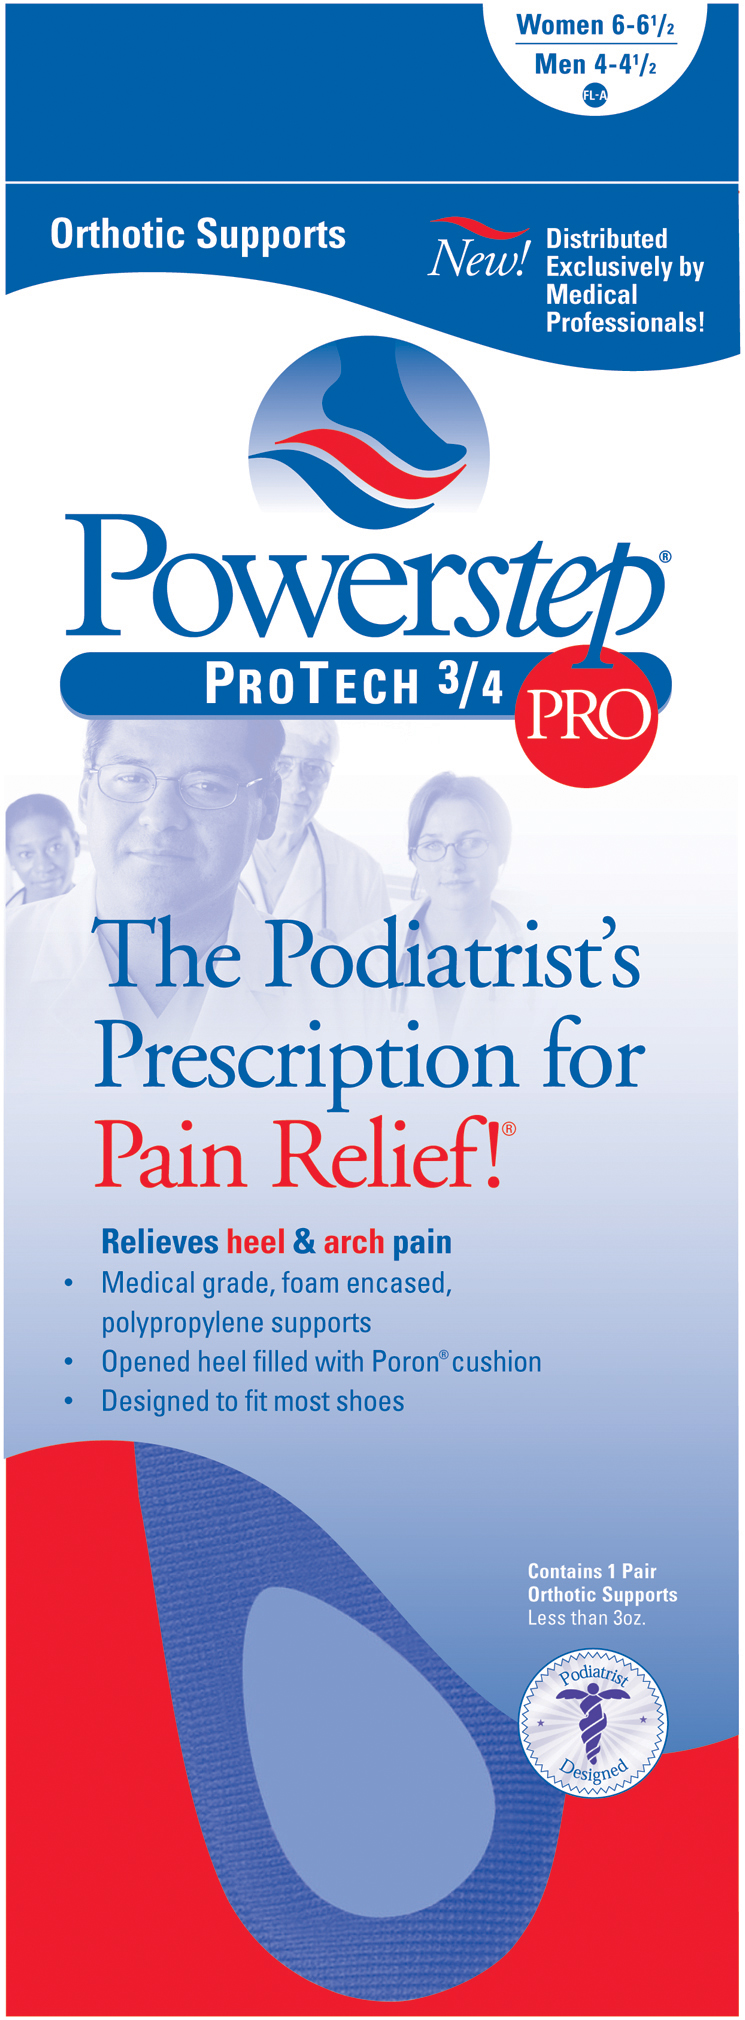 Women 6-6½
Men 4-4½
FL-A
Orthotic Supports
New!
Distributed
Exclusively by
Medical
Professionals!
Powerstep®
PROTECH 3/4
PRO
The Podiatrist's
Prescription for
Pain Relief!®
Relieves heel & arch pain
• Medical grade, foam encased,
polypropylene supports
• Opened heel filled with Poron® cushion
• Designed to fit most shoes
Contains 1 Pair
Orthotic Supports
Less than 3oz.
Podiatrist
Designed